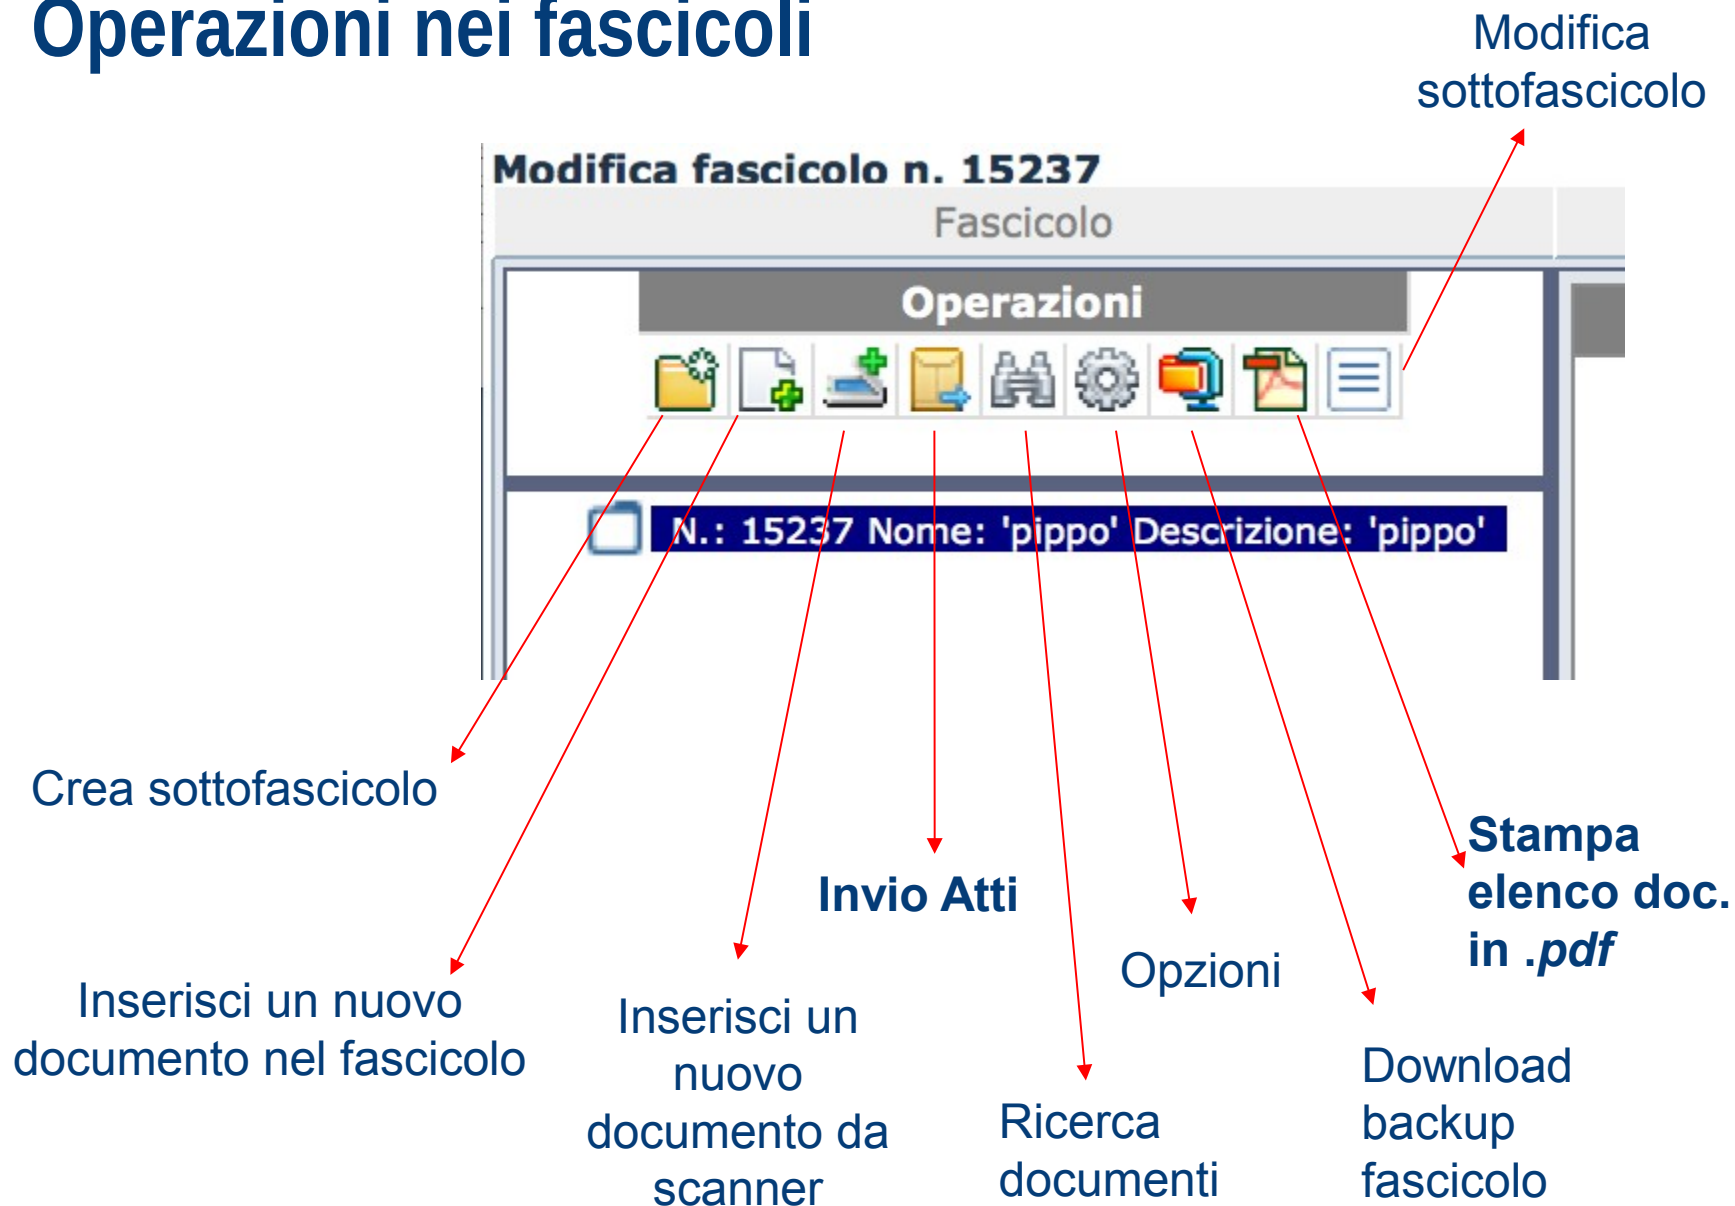 Operazioni nei fascicoli
Modifica
sottofascicolo
Modifica fascicolo n. 15237
Fascicolo
Operazioni
N.: 15237 Nome: 'pippo' Descrizione: 'pippo'
Crea sottofascicolo
Stampa
elenco doc.
in .pdf
Invio Atti
Opzioni
Inserisci un nuovo
documento nel fascicolo
Inserisci un
nuovo
documento da
scanner
Ricerca
documenti
Download
backup
fascicolo